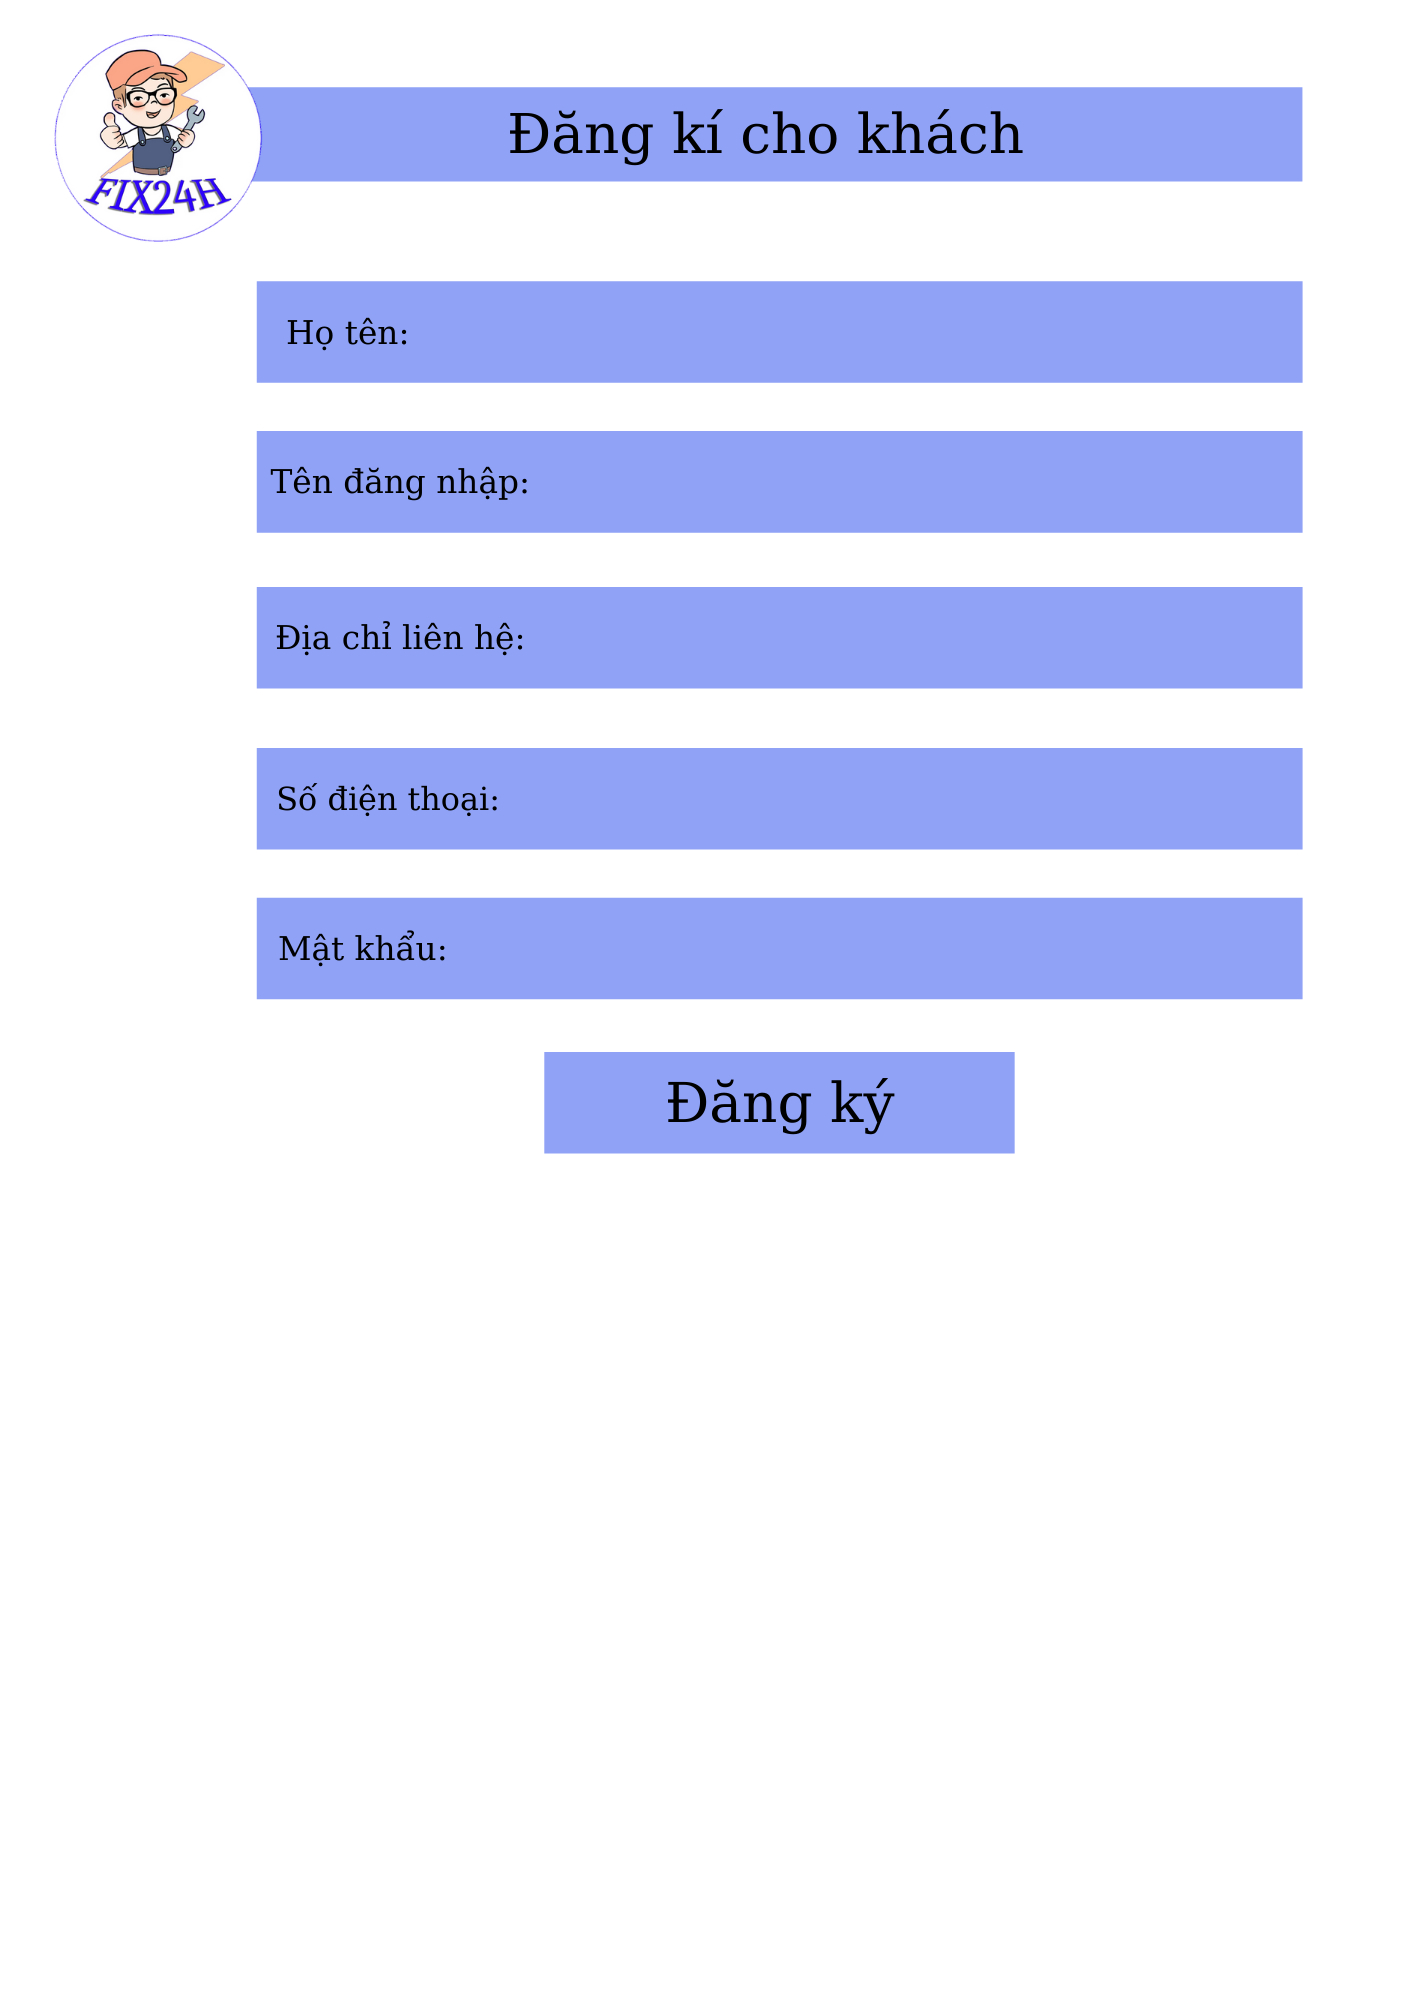 FIX24H
Đăng kí cho khách
Họ tên:
Tên đăng nhập:
Địa chỉ liên hệ:
Số điện thoại:
Mật khẩu:
Đăng ký